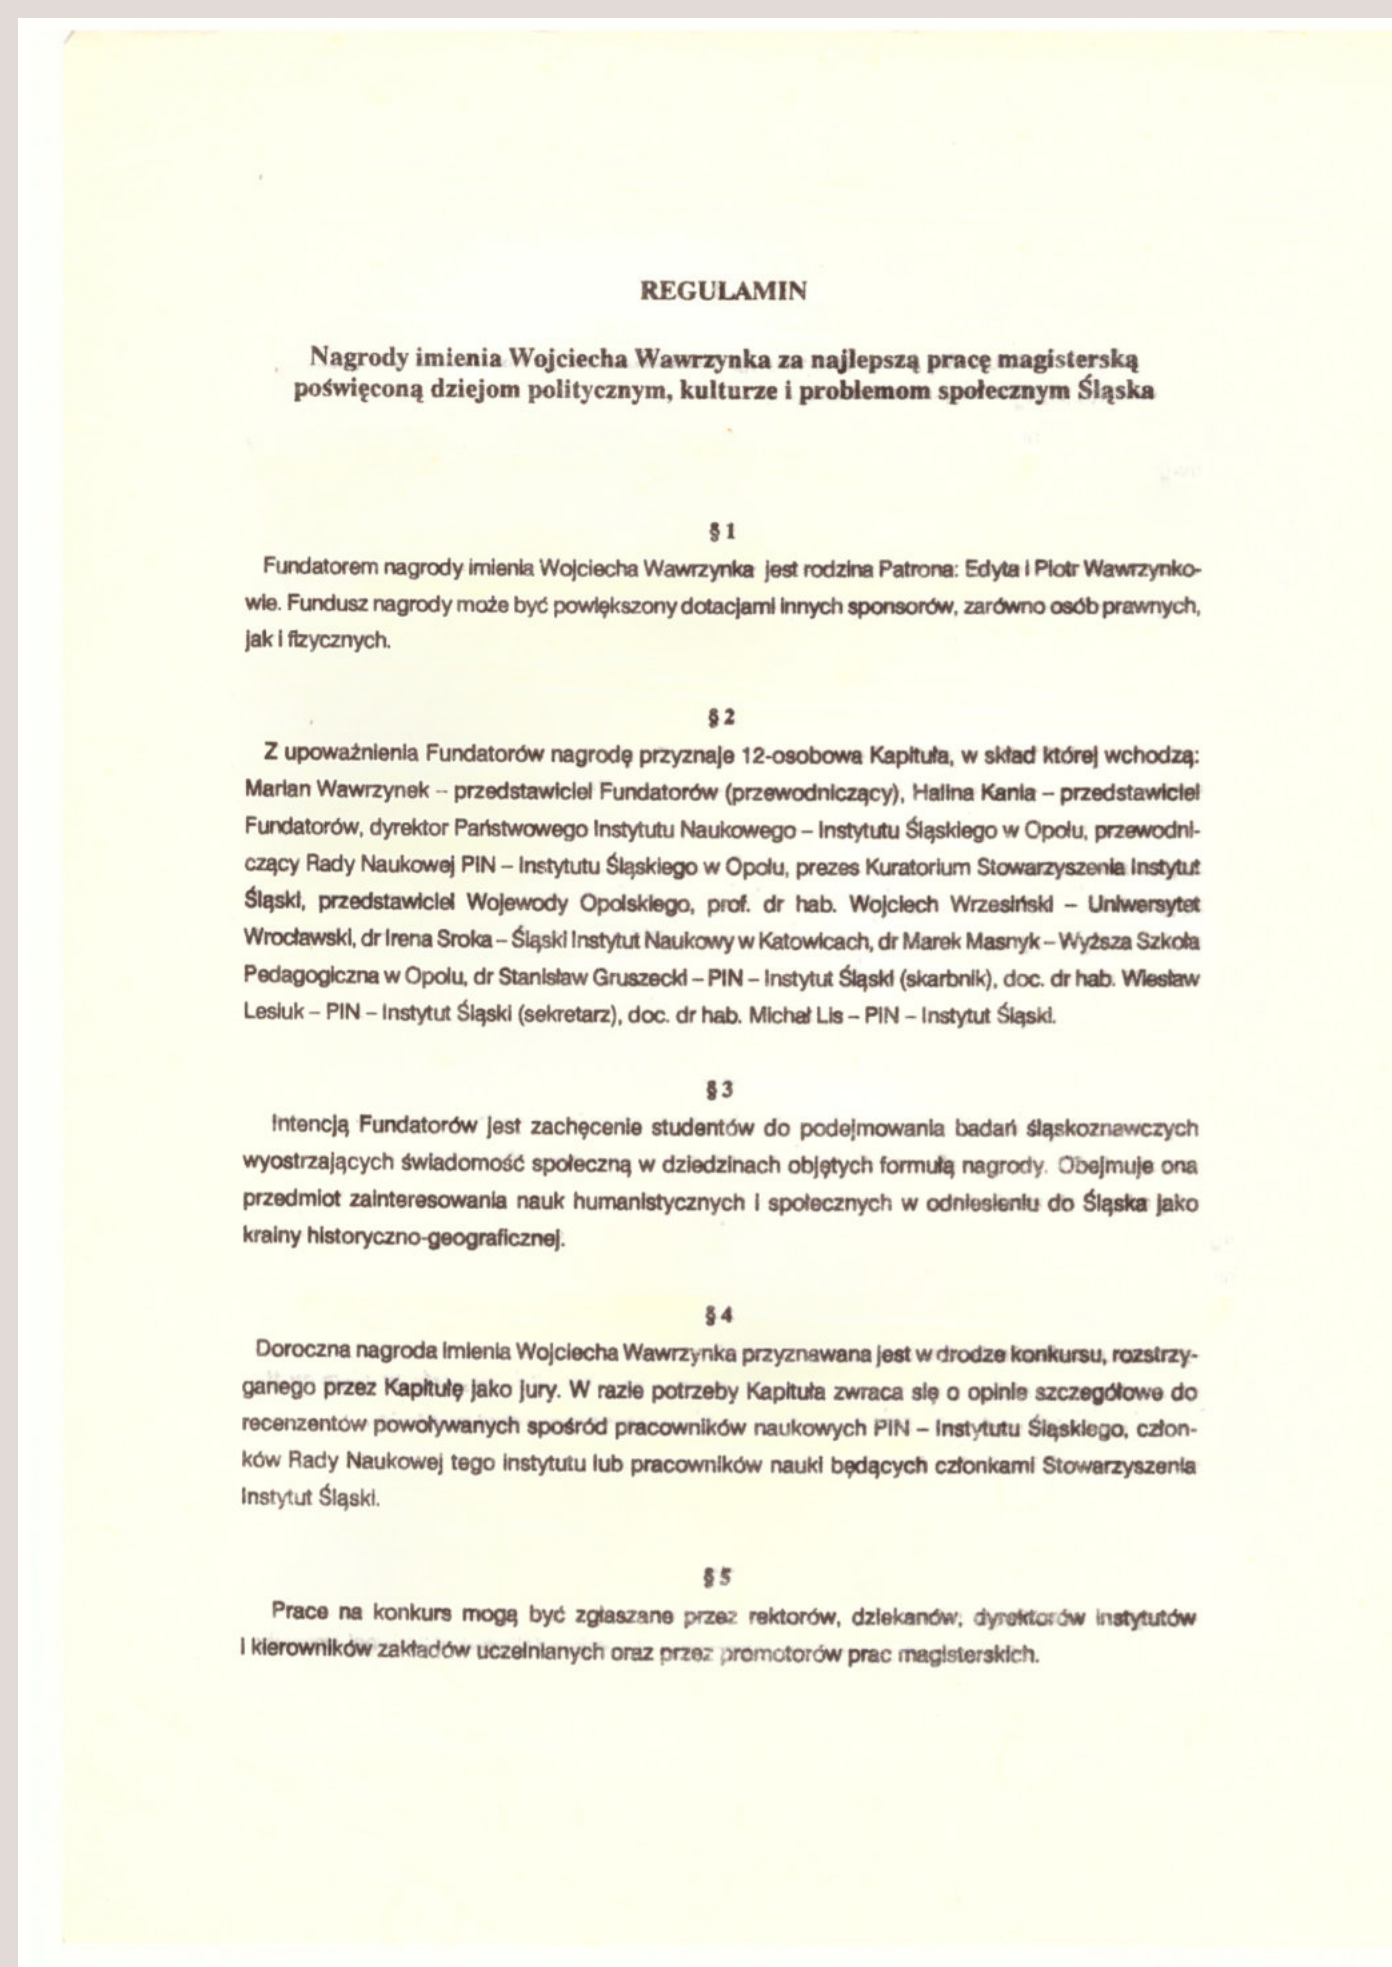 REGULAMIN
Nagrody imienia Wojciecha Wawrzynka za najlepszą pracę magisterską
poświęconą dziejom politycznym, kulturze i problemom społecznym Śląska
§ 1
Fundatorem nagrody imienia Wojciecha Wawrzynka jest rodzina Patrona: Edyta i Piotr Wawrzynko-
wie. Fundusz nagrody może być powiększony dotacjami innych sponsorów, zarówno osób prawnych,
jak i fizycznych.
§ 2
Z upoważnienia Fundatorów nagrodę przyznaje 12-osobowa Kapituła, w skład której wchodzą:
Marian Wawrzynek – przedstawiciel Fundatorów (przewodniczący), Halina Kania – przedstawiciel
Fundatorów, dyrektor Państwowego Instytutu Naukowego – Instytutu Śląskiego w Opolu, przewodni-
czący Rady Naukowej PIN – Instytutu Śląskiego w Opolu, prezes Kuratorium Stowarzyszenia Instytut
Śląski, przedstawiciel Wojewody Opolskiego, prof. dr hab. Wojciech Wrzesiński – Uniwersytet
Wrocławski, dr Irena Sroka – Śląski Instytut Naukowy w Katowicach, dr Marek Masnyk – Wyższa Szkoła
Pedagogiczna w Opolu, dr Stanisław Gruszecki – PIN – Instytut Śląski (skarbnik), doc. dr hab. Wiesław
Lesiuk – PIN – Instytut Śląski (sekretarz), doc. dr hab. Michał Lis – PIN – Instytut Śląski.
§ 3
Intencją Fundatorów jest zachęcenie studentów do podejmowania badań śląskoznawczych
wyostrzających świadomość społeczną w dziedzinach objętych formułą nagrody. Obejmuje ona
przedmiot zainteresowania nauk humanistycznych i społecznych w odniesieniu do Śląska jako
krainy historyczno-geograficznej.
§ 4
Doroczna nagroda imienia Wojciecha Wawrzynka przyznawana jest w drodze konkursu, rozstrzy-
ganego przez Kapitułę jako jury. W razie potrzeby Kapituła zwraca się o opinie szczegółowe do
recenzentów powoływanych spośród pracowników naukowych PIN – Instytutu Śląskiego, człon-
ków Rady Naukowej tego instytutu lub pracowników nauki będących członkami Stowarzyszenia
Instytut Śląski.
§ 5
Prace na konkurs mogą być zgłaszane przez rektorów, dziekanów, dyrektorów instytutów
i kierowników zakładów uczelnianych oraz przez promotorów prac magisterskich.